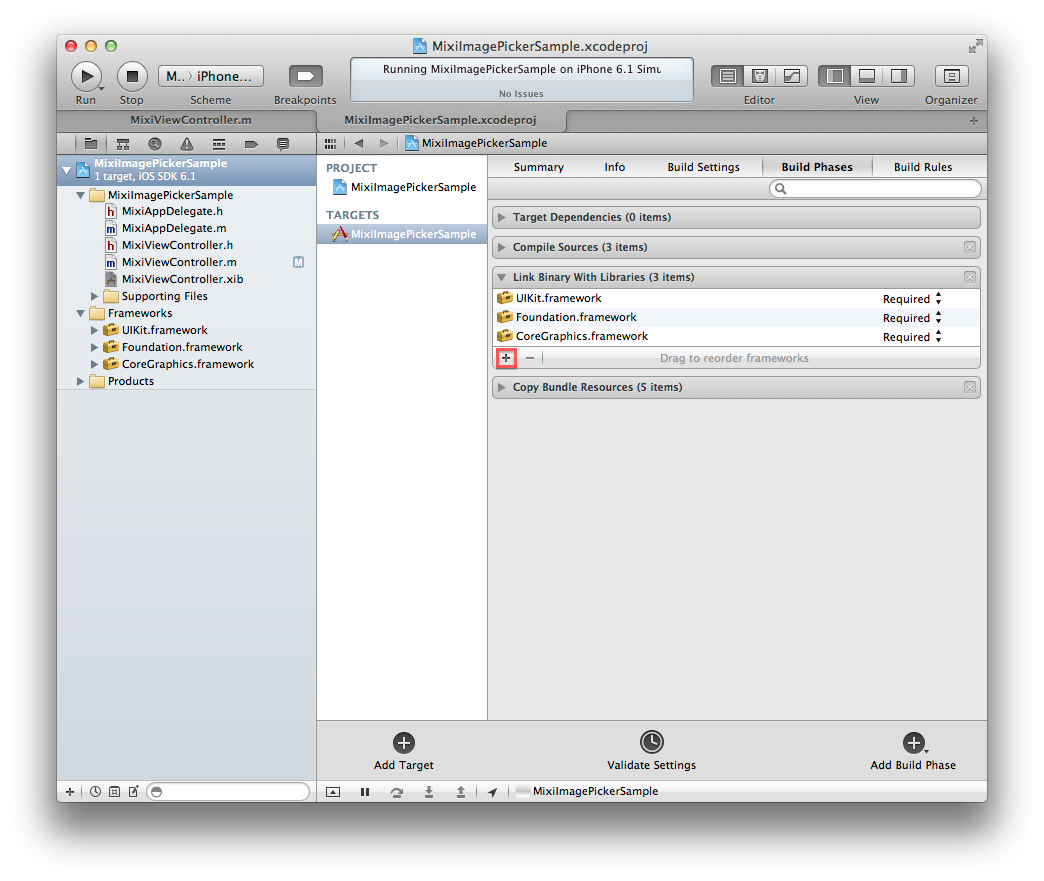 MixiImagePickerSample.xcodeproj
M.. 〉 iPhone...
Running MixiImagePickerSample on iPhone 6.1 Simu
No Issues
Run Stop Scheme Breakpoints Editor View Organizer
MixiViewController.m MixiImagePickerSample.xcodeproj
MixiImagePickerSample
MixiImagePickerSample
1 target, iOS SDK 6.1
MixiImagePickerSample
h MixiAppDelegate.h
m MixiAppDelegate.m
h MixiViewController.h
m MixiViewController.m M
MixiViewController.xib
Supporting Files
Frameworks
UIKit.framework
Foundation.framework
CoreGraphics.framework
Products
PROJECT
MixiImagePickerSample
TARGETS
MixiImagePickerSample
Summary Info Build Settings Build Phases Build Rules
Target Dependencies (0 items)
Compile Sources (3 items)
Link Binary With Libraries (3 items)
UIKit.framework Required
Foundation.framework Required
CoreGraphics.framework Required
+ − Drag to reorder frameworks
Copy Bundle Resources (5 items)
Add Target Validate Settings Add Build Phase
MixiImagePickerSample